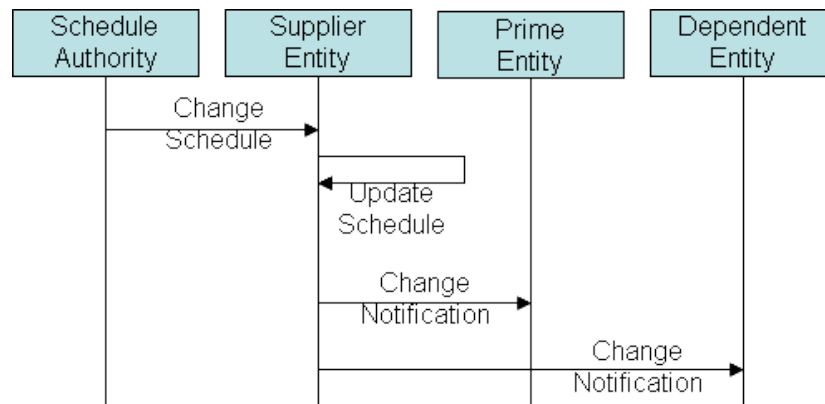 Schedule
Authority
Supplier
Entity
Prime
Entity
Dependent
Entity
Change
Schedule
Update
Schedule
Change
Notification
Change
Notification